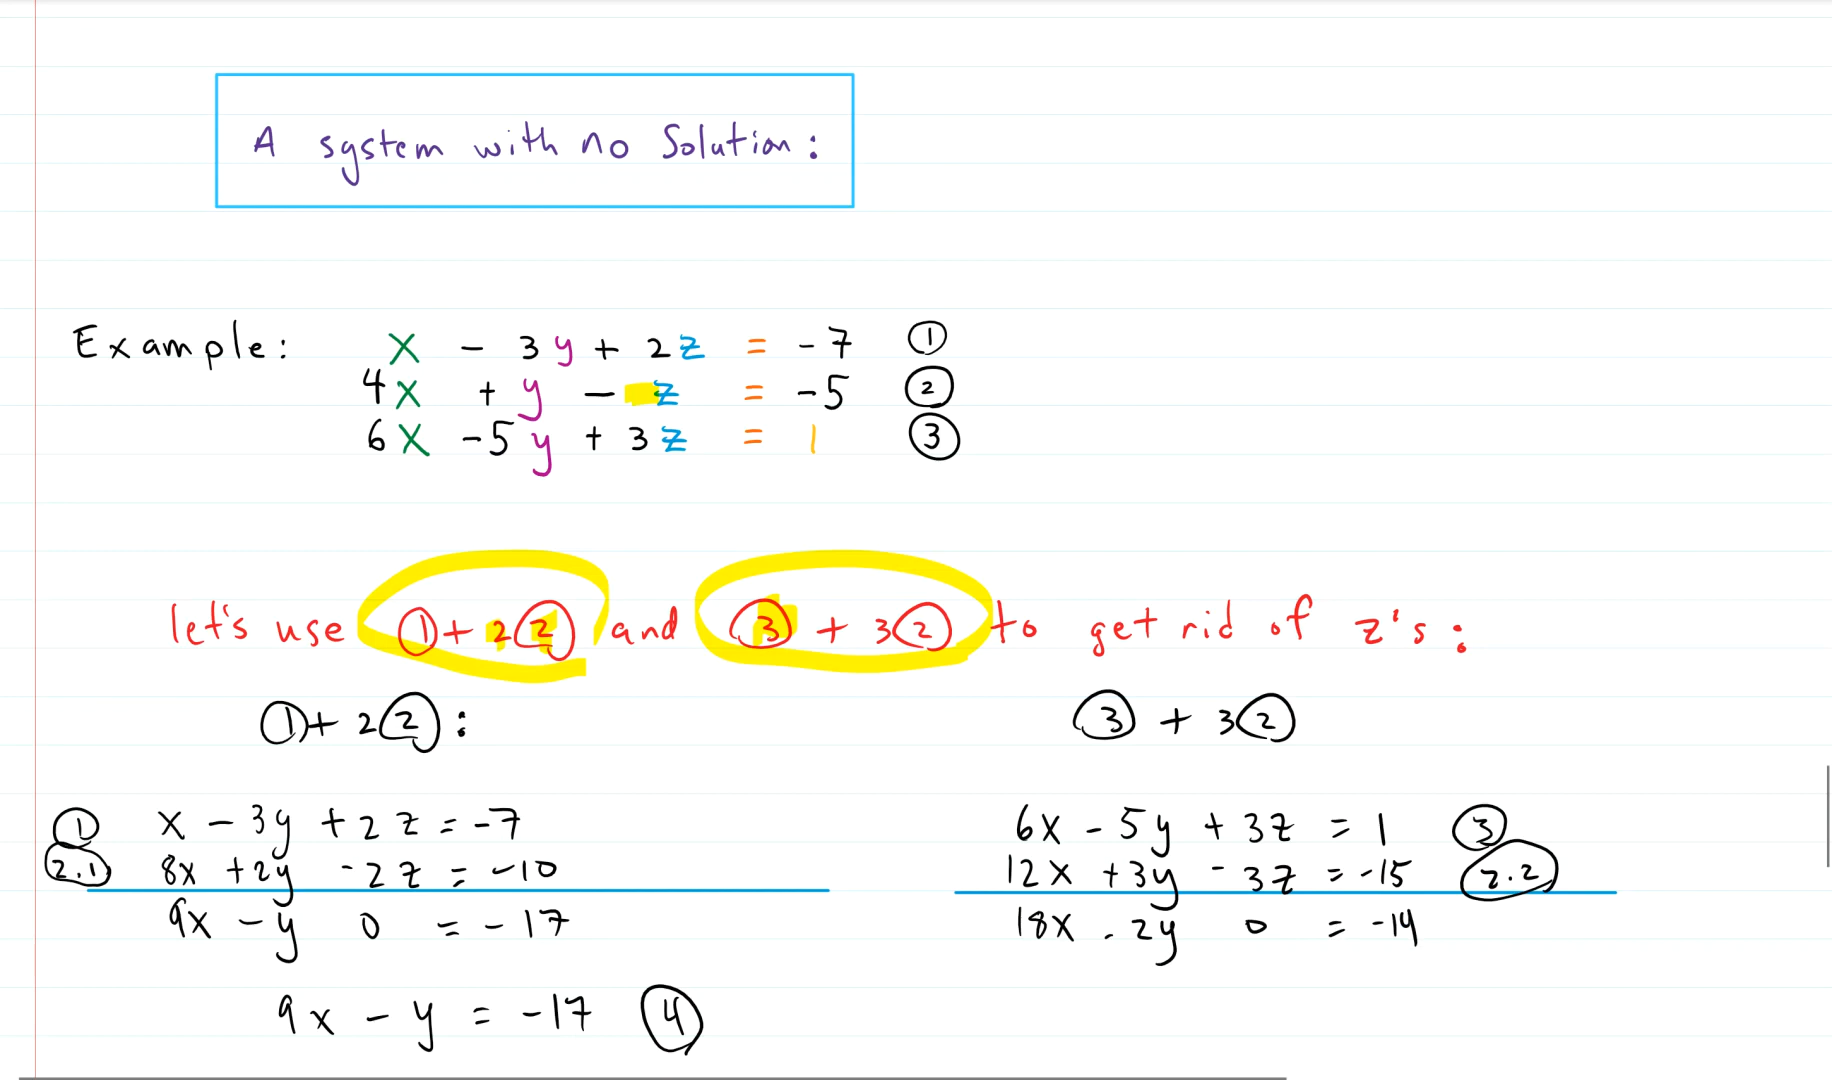 A system with no Solution:
Example: x - 3y + 2z = -7 ①
4x + y - z = -5 ②
6x -5y + 3z = 1 ③
let's use ①+ 2② and ③ + 3② to get rid of z's:
①+ 2②:
③ + 3②
① x - 3y + 2z = -7
(2.1) 8x + 2y - 2z = -10
9x - y 0 = -17
9x - y = -17 ④
6x - 5y + 3z = 1 ③
12x + 3y - 3z = -15 (2.2)
18x - 2y 0 = -14